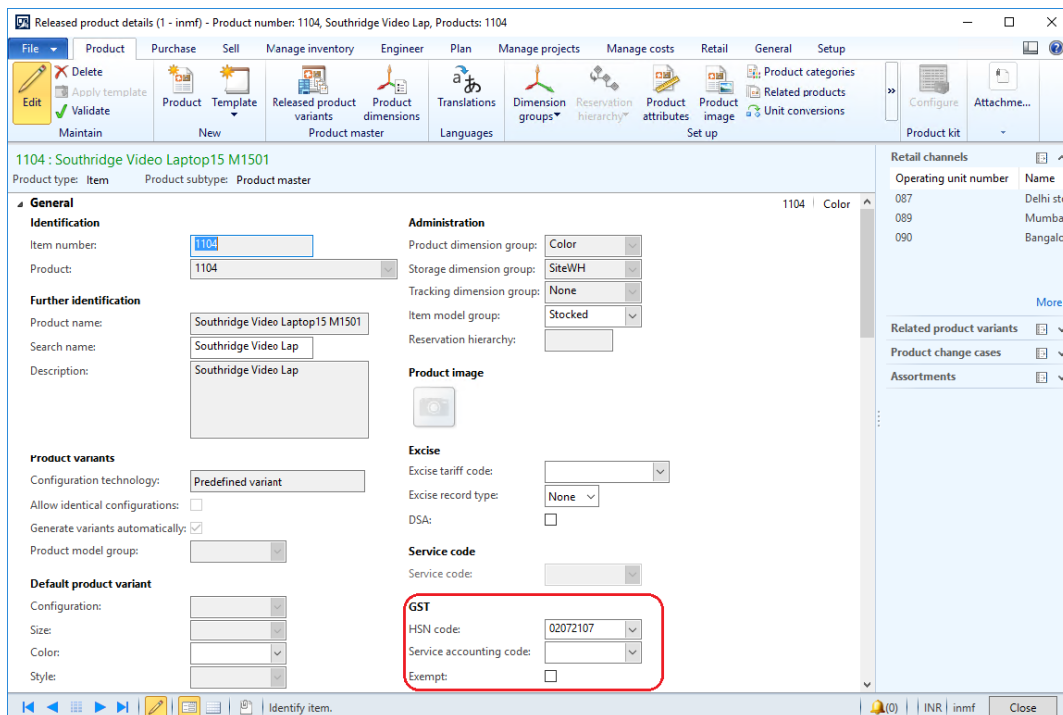 Released product details (1 - inmf) - Product number: 1104, Southridge Video Lap, Products: 1104
File Product Purchase Sell Manage inventory Engineer Plan Manage projects Manage costs Retail General Setup
Edit
Delete
Apply template
Validate
Maintain
Product Template
New
Released product variants
Product dimensions
Product master
Translations
Languages
Dimension groups
Reservation hierarchy
Product attributes
Product image
Product categories
Related products
Unit conversions
Set up
Configure
Product kit
Attachme...
1104 : Southridge Video Laptop15 M1501
Product type: Item Product subtype: Product master
General 1104 Color
Identification
Item number: 1104
Product: 1104
Further identification
Product name: Southridge Video Laptop15 M1501
Search name: Southridge Video Lap
Description: Southridge Video Lap
Product variants
Configuration technology: Predefined variant
Allow identical configurations:
Generate variants automatically:
Product model group:
Default product variant
Configuration:
Size:
Color:
Style:
Administration
Product dimension group: Color
Storage dimension group: SiteWH
Tracking dimension group: None
Item model group: Stocked
Reservation hierarchy:
Product image
Excise
Excise tariff code:
Excise record type: None
DSA:
Service code
Service code:
GST
HSN code: 02072107
Service accounting code:
Exempt:
Retail channels
Operating unit number Name
087 Delhi sto
089 Mumba
090 Bangalo
More
Related product variants
Product change cases
Assortments
Identify item. (0) INR inmf Close